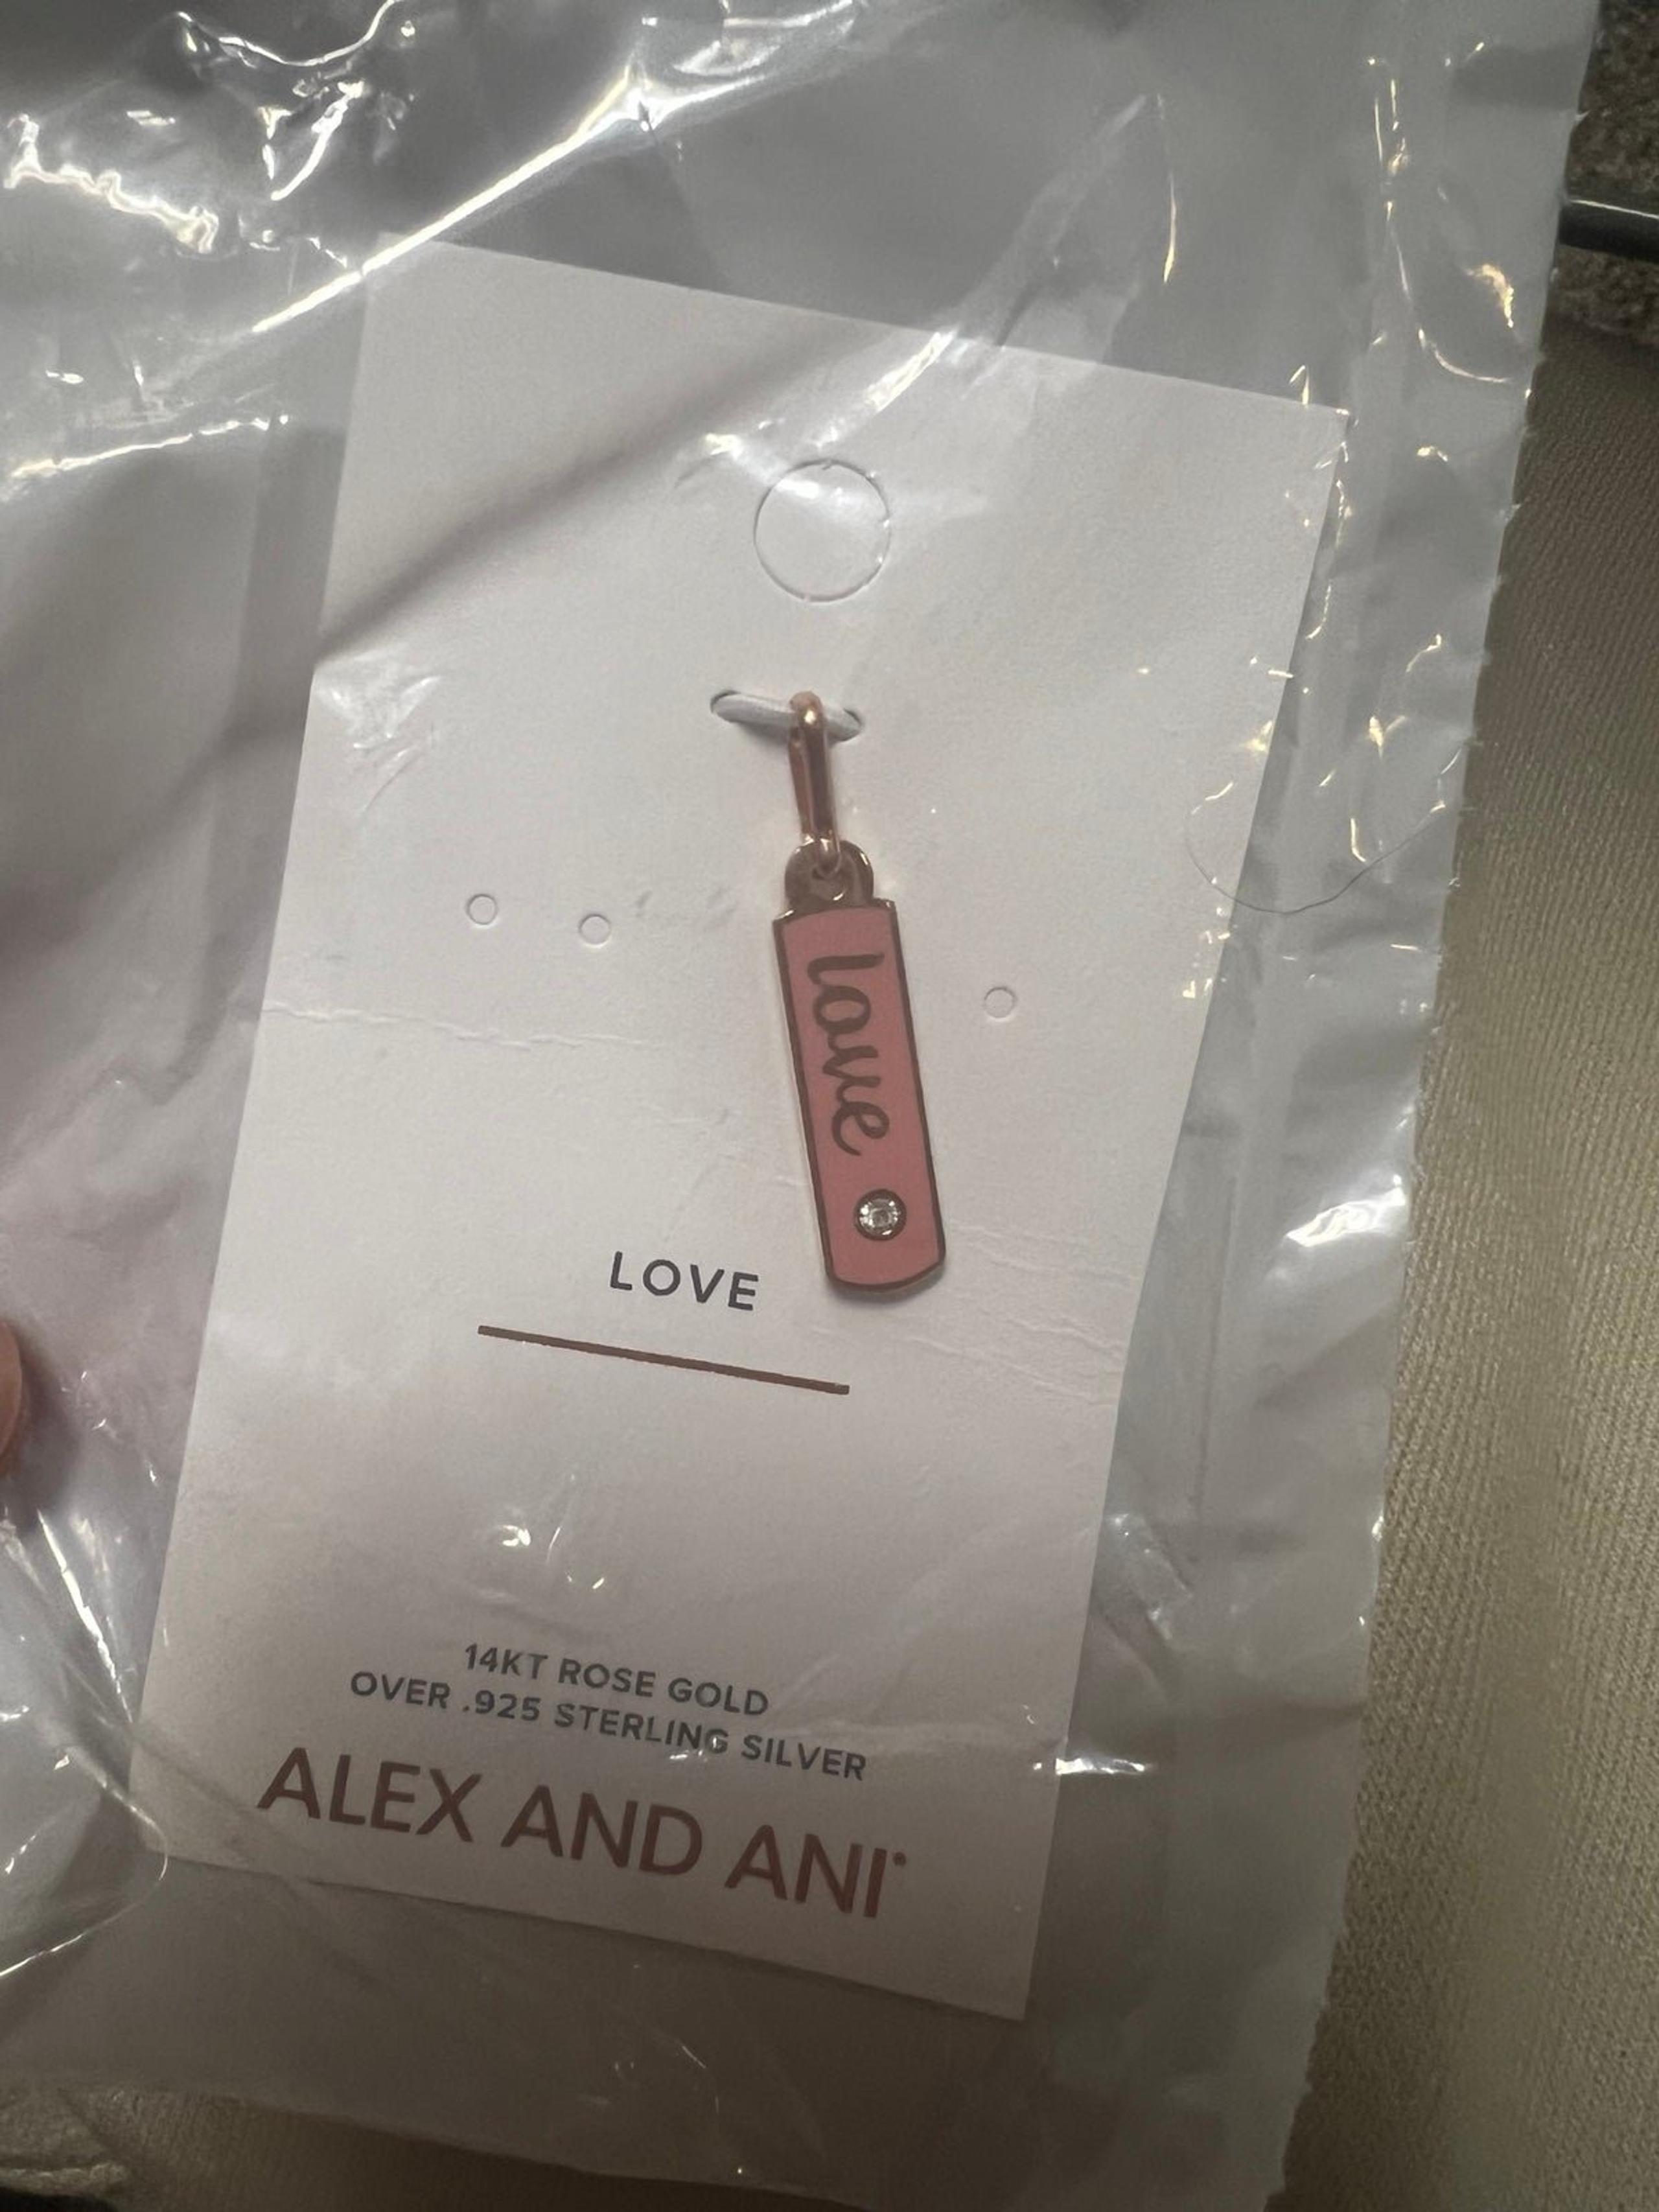 love
LOVE
14KT ROSE GOLD
OVER .925 STERLING SILVER
ALEX AND ANI